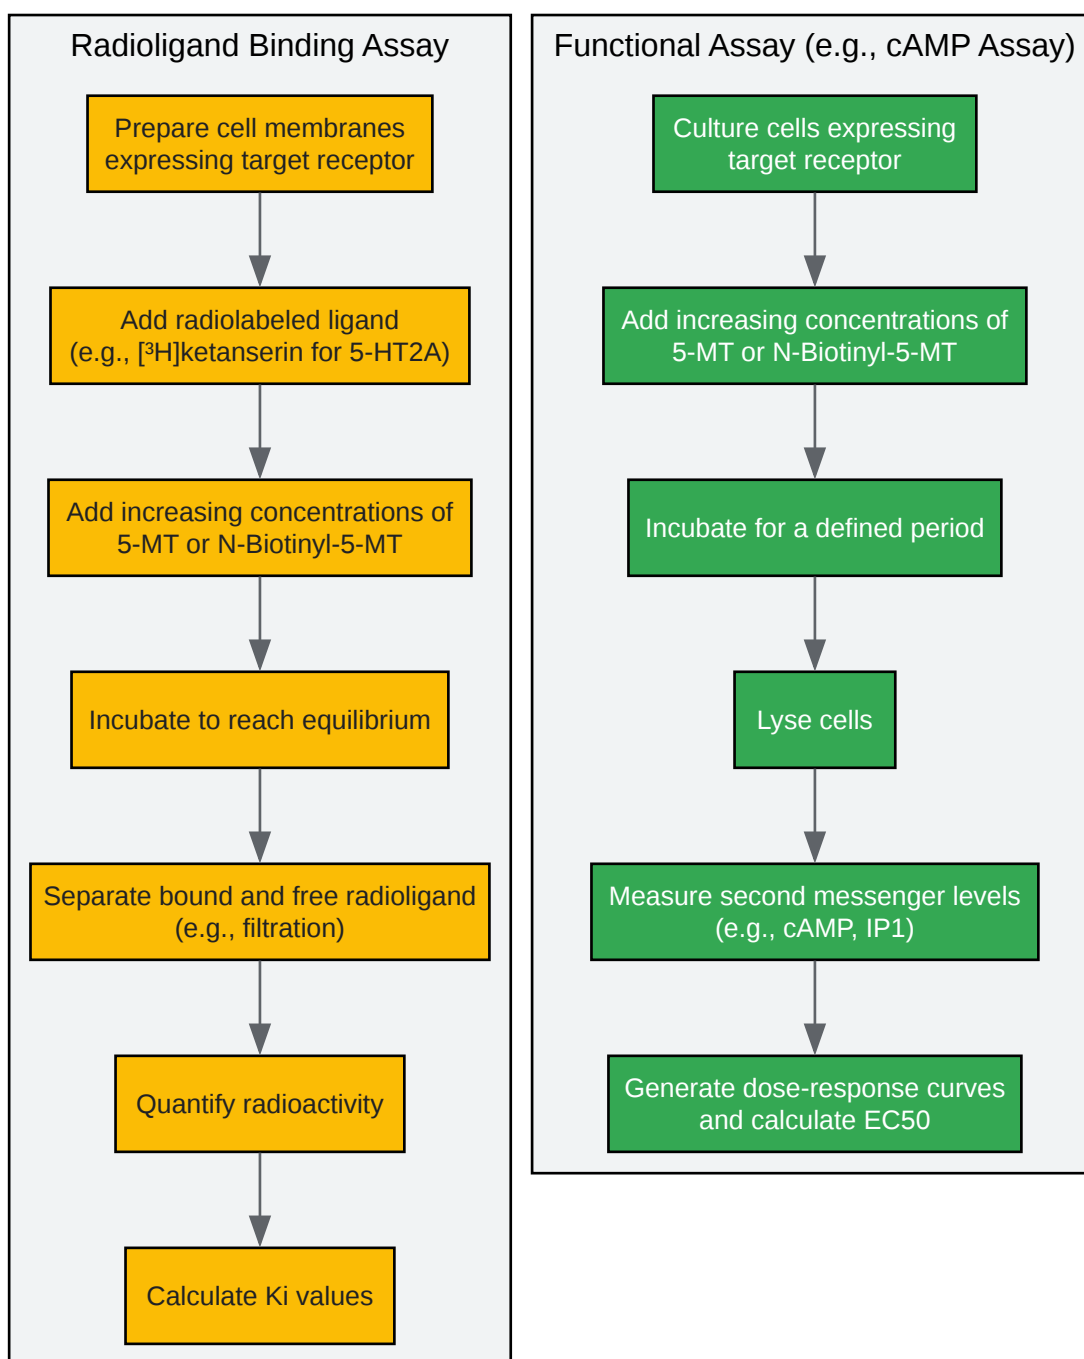 Radioligand Binding Assay
Prepare cell membranes
expressing target receptor
Add radiolabeled ligand
(e.g., [³H]ketanserin for 5-HT2A)
Add increasing concentrations of
5-MT or N-Biotinyl-5-MT
Incubate to reach equilibrium
Separate bound and free radioligand
(e.g., filtration)
Quantify radioactivity
Calculate Ki values
Functional Assay (e.g., cAMP Assay)
Culture cells expressing
target receptor
Add increasing concentrations of
5-MT or N-Biotinyl-5-MT
Incubate for a defined period
Lyse cells
Measure second messenger levels
(e.g., cAMP, IP1)
Generate dose-response curves
and calculate EC50